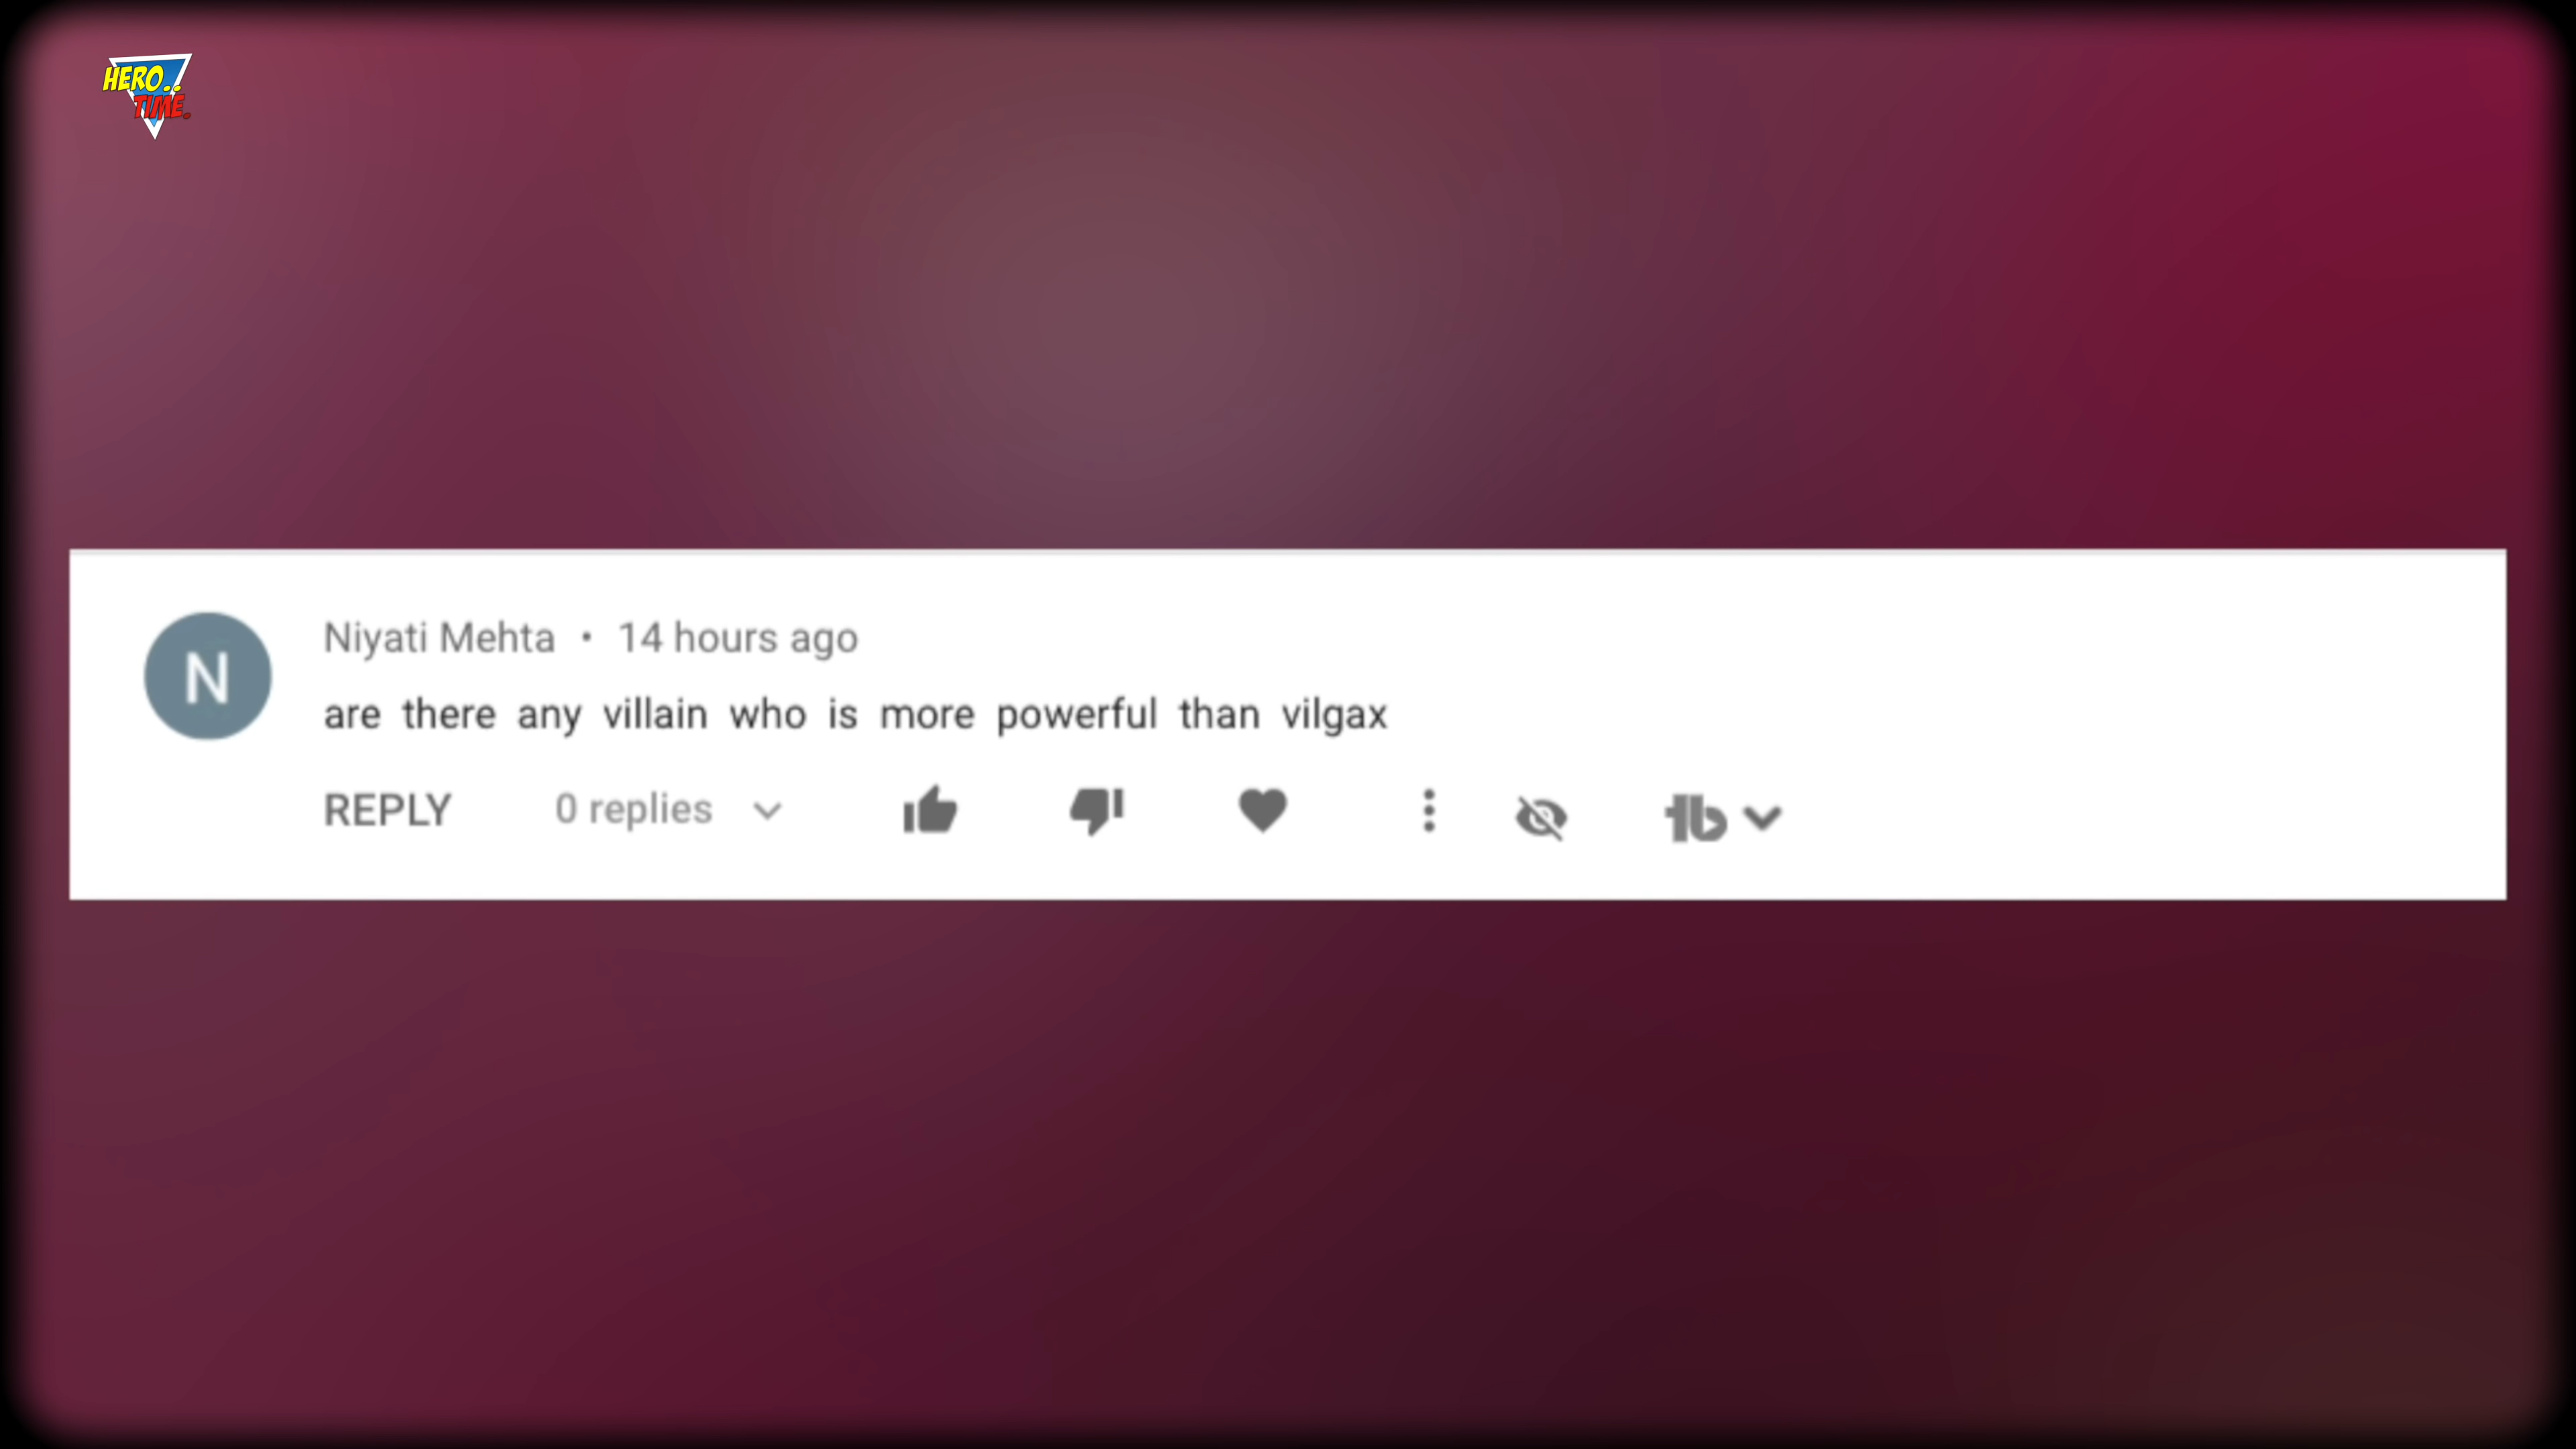 HERO..
TIME.
N
Niyati Mehta • 14 hours ago
are there any villain who is more powerful than vilgax
REPLY 0 replies
tb